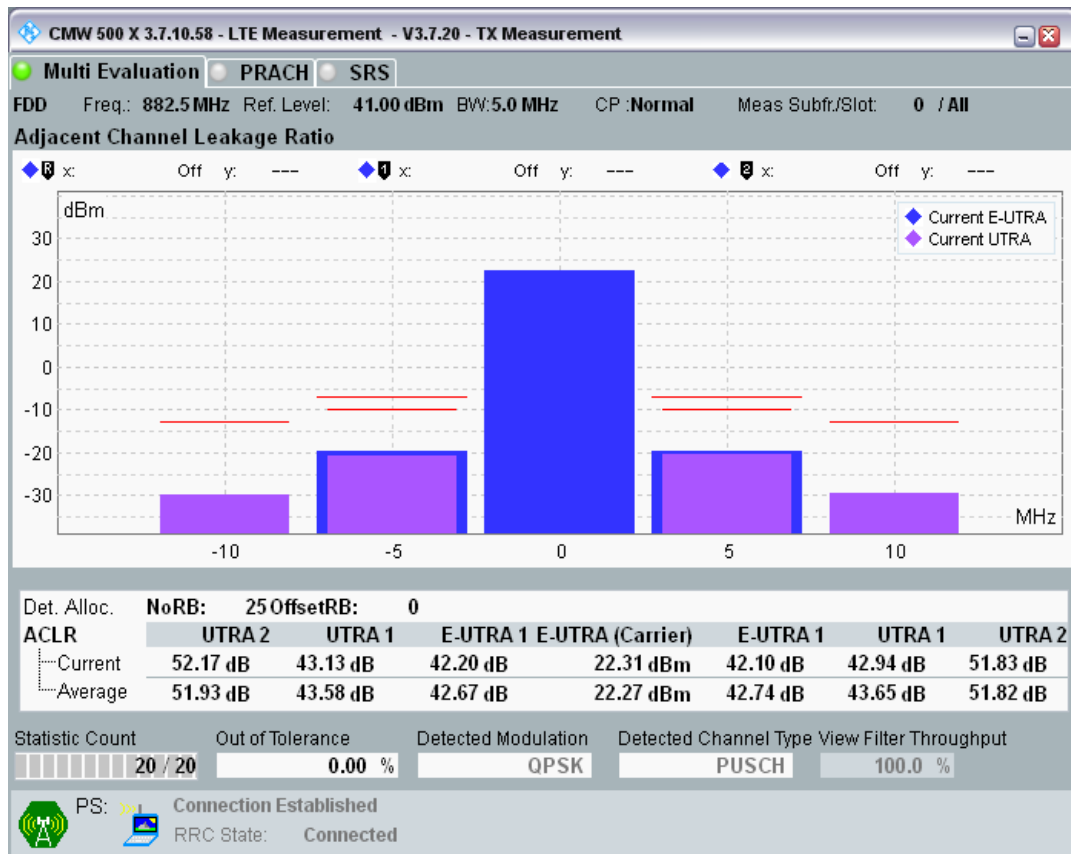 CMW 500 X 3.7.10.58 - LTE Measurement - V3.7.20 - TX Measurement
Multi Evaluation PRACH SRS
FDD Freq.: 882.5 MHz Ref. Level: 41.00 dBm BW:5.0 MHz CP :Normal Meas Subfr./Slot: 0 / All
Adjacent Channel Leakage Ratio
R x: Off y: --- 1 x: Off y: --- 2 x: Off y: ---
dBm
Current E-UTRA
Current UTRA
30
20
10
0
-10
-20
-30
MHz
-10 -5 0 5 10
Det. Alloc. NoRB: 25 OffsetRB: 0
ACLR UTRA 2 UTRA 1 E-UTRA 1 E-UTRA (Carrier) E-UTRA 1 UTRA 1 UTRA 2
Current 52.17 dB 43.13 dB 42.20 dB 22.31 dBm 42.10 dB 42.94 dB 51.83 dB
Average 51.93 dB 43.58 dB 42.67 dB 22.27 dBm 42.74 dB 43.65 dB 51.82 dB
Statistic Count Out of Tolerance Detected Modulation Detected Channel Type View Filter Throughput
20 / 20 0.00 % QPSK PUSCH 100.0 %
PS: Connection Established
RRC State: Connected